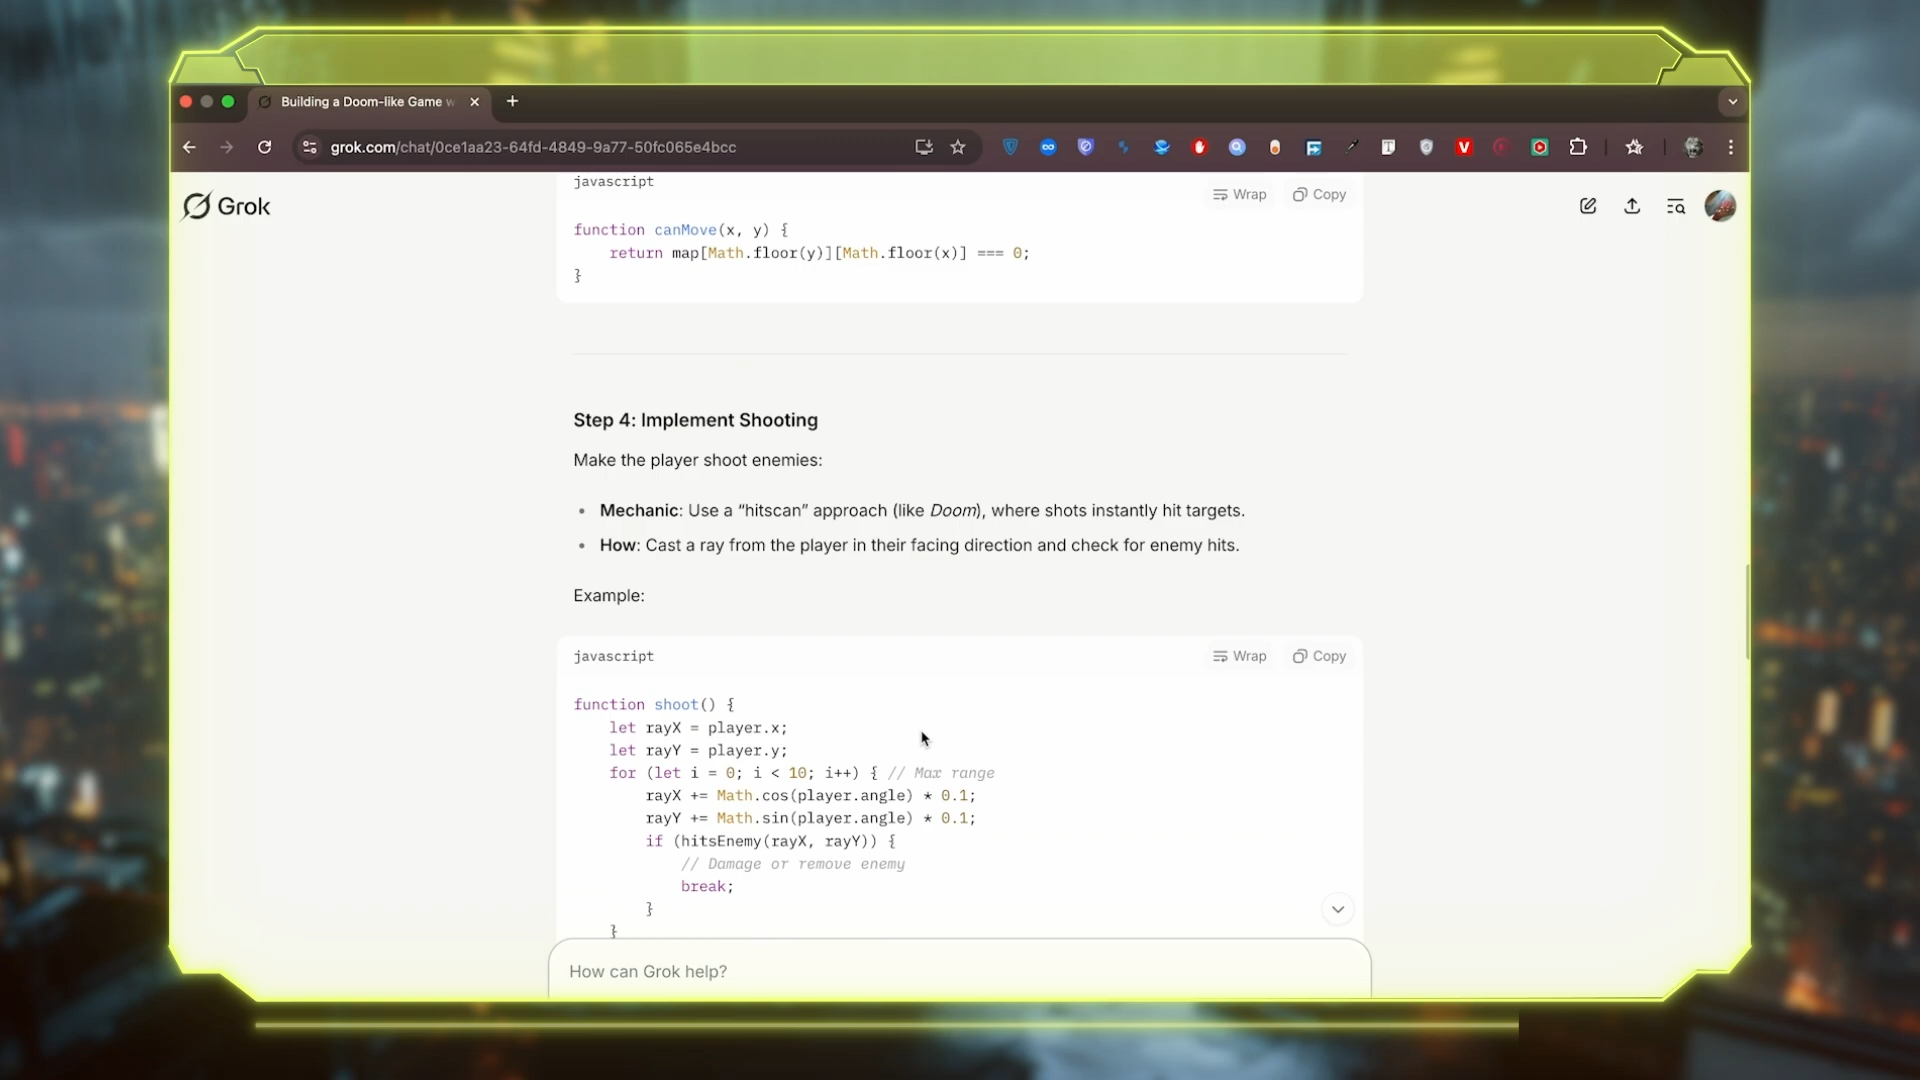 Building a Doom-like Game w
grok.com/chat/0ce1aa23-64fd-4849-9a77-50fc065e4bcc
Grok
javascript
Wrap
Copy
function canMove(x, y) {
    return map[Math.floor(y)][Math.floor(x)] === 0;
}
Step 4: Implement Shooting
Make the player shoot enemies:
• Mechanic: Use a “hitscan” approach (like Doom), where shots instantly hit targets.
• How: Cast a ray from the player in their facing direction and check for enemy hits.
Example:
javascript
Wrap
Copy
function shoot() {
    let rayX = player.x;
    let rayY = player.y;
    for (let i = 0; i < 10; i++) { // Max range
        rayX += Math.cos(player.angle) * 0.1;
        rayY += Math.sin(player.angle) * 0.1;
        if (hitsEnemy(rayX, rayY)) {
            // Damage or remove enemy
            break;
        }
    }
How can Grok help?